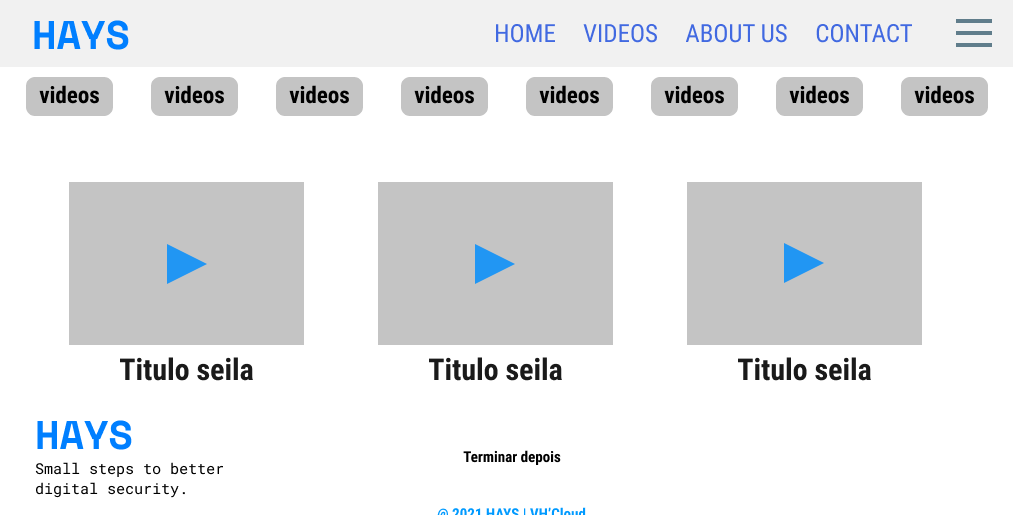 HAYS HOME VIDEOS ABOUT US CONTACT
videos videos videos videos videos videos videos videos
Titulo seila Titulo seila Titulo seila
HAYS
Terminar depois
Small steps to better
digital security.
@ 2021 HAYS | VH'Cloud